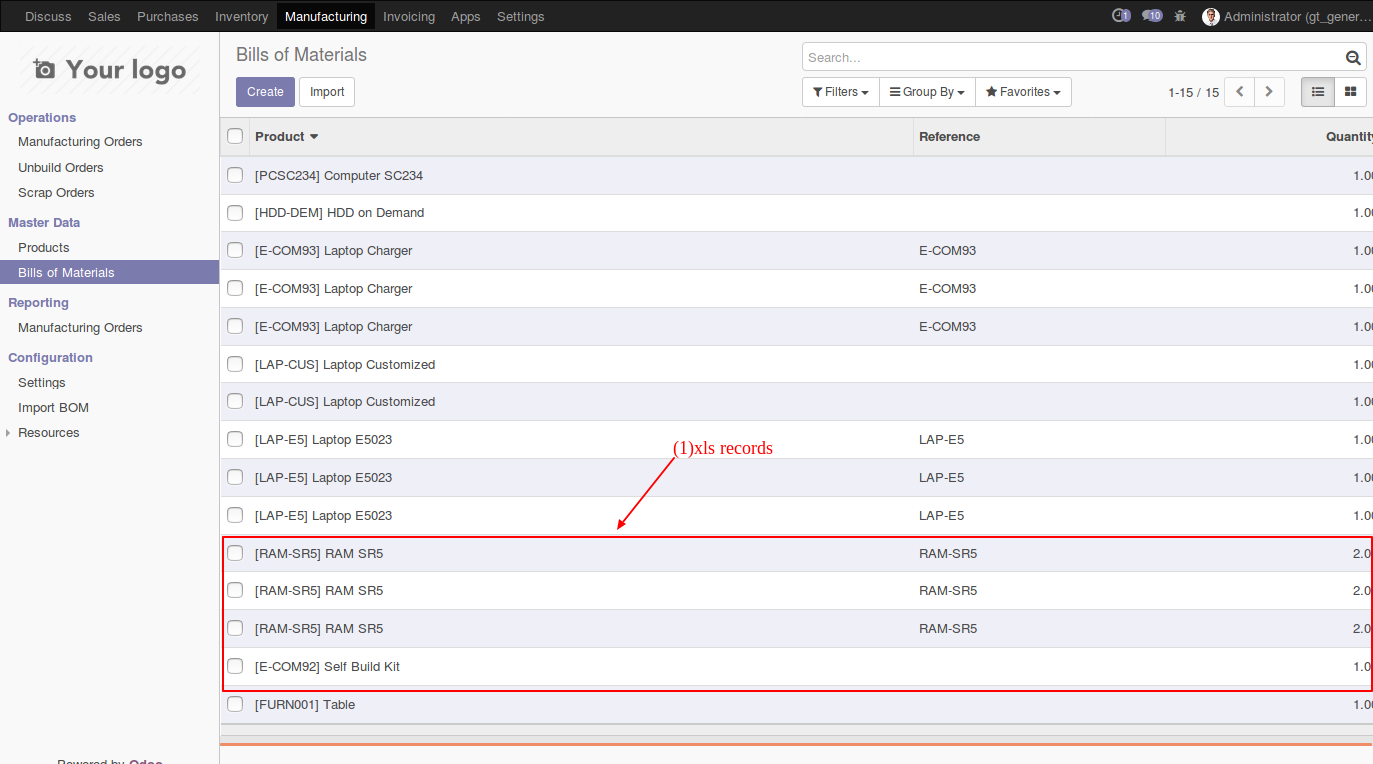 Discuss Sales Purchases Inventory Manufacturing Invoicing Apps Settings 1 10 Administrator (gt_gener...
Your logo
Operations
Manufacturing Orders
Unbuild Orders
Scrap Orders
Master Data
Products
Bills of Materials
Reporting
Manufacturing Orders
Configuration
Settings
Import BOM
Resources
Powered by Odoo
Bills of Materials
Search...
Create Import
Filters Group By Favorites 1-15 / 15
Product Reference Quantity
[PCSC234] Computer SC234 1.00
[HDD-DEM] HDD on Demand 1.00
[E-COM93] Laptop Charger E-COM93 1.00
[E-COM93] Laptop Charger E-COM93 1.00
[E-COM93] Laptop Charger E-COM93 1.00
[LAP-CUS] Laptop Customized 1.00
[LAP-CUS] Laptop Customized 1.00
[LAP-E5] Laptop E5023 LAP-E5 1.00
(1)xls records
[LAP-E5] Laptop E5023 LAP-E5 1.00
[LAP-E5] Laptop E5023 LAP-E5 1.00
[RAM-SR5] RAM SR5 RAM-SR5 2.0
[RAM-SR5] RAM SR5 RAM-SR5 2.0
[RAM-SR5] RAM SR5 RAM-SR5 2.0
[E-COM92] Self Build Kit 1.0
[FURN001] Table 1.00